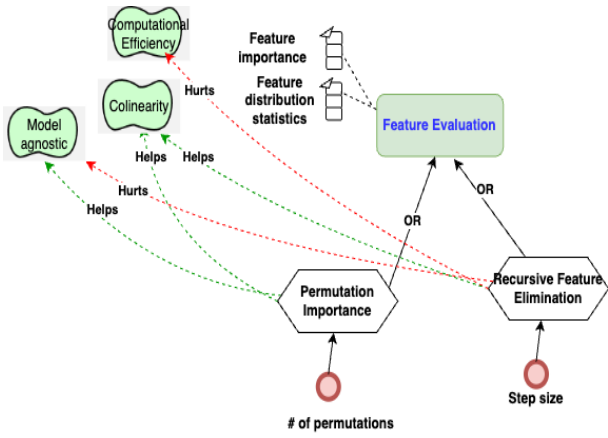 Computational
Efficiency
Feature
importance
Hurts
Colinearity
Feature
distribution
statistics
Feature Evaluation
Model
agnostic
Helps
Helps
Hurts
Helps
OR
OR
Permutation
Importance
Recursive Feature
Elimination
Step size
# of permutations